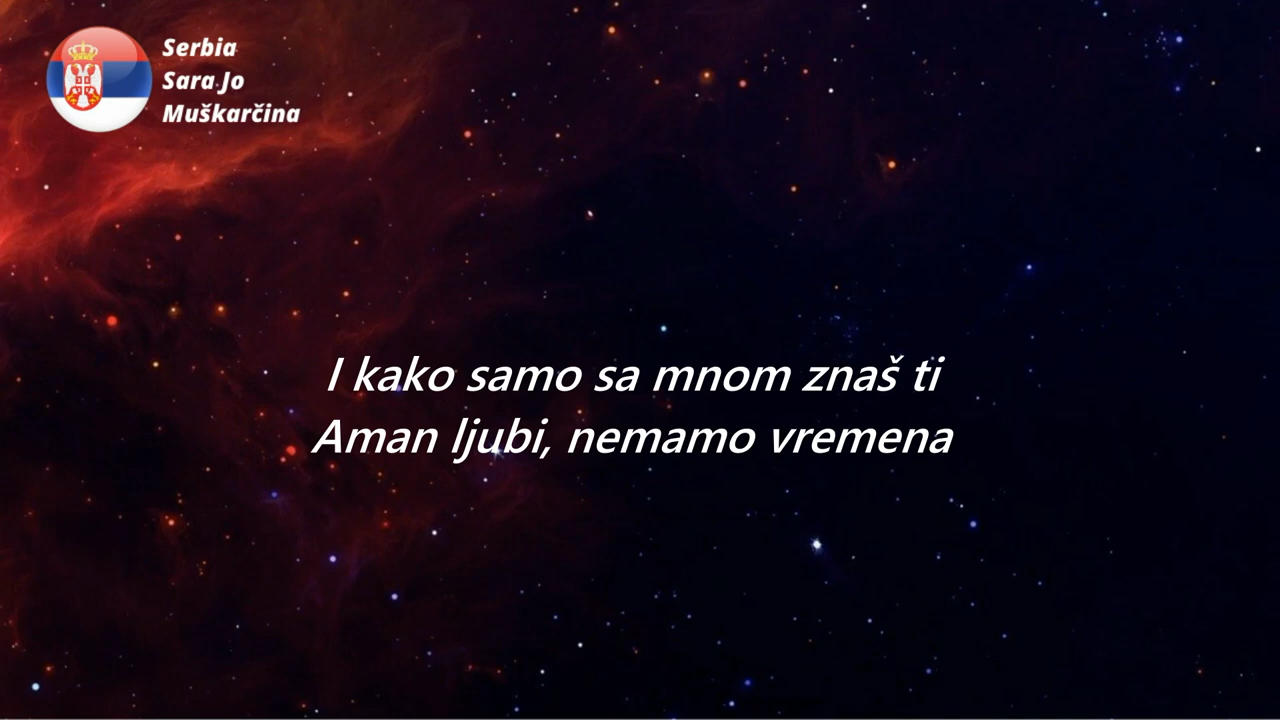 Serbia
Sara Jo
Muškarčina
I kako samo sa mnom znaš ti
Aman ljubi, nemamo vremena